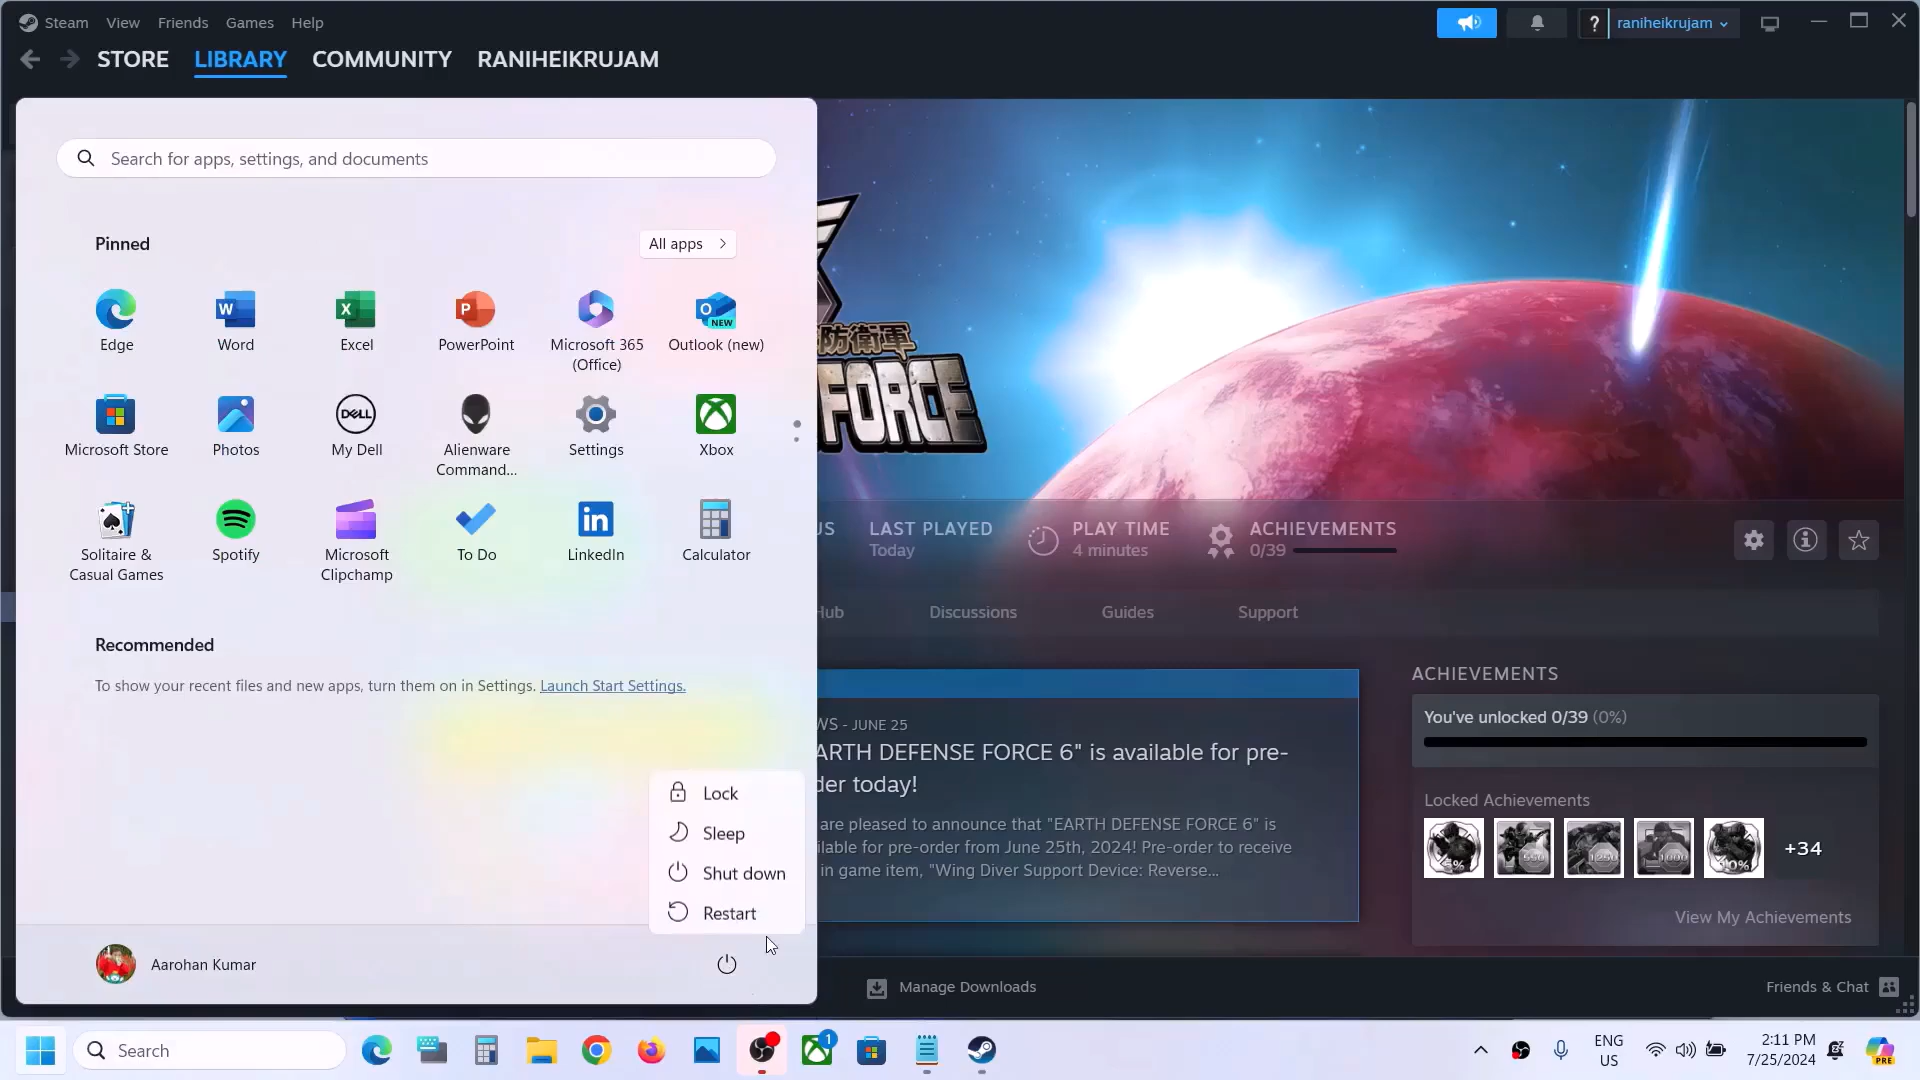 Steam View Friends Games Help
? raniheikrujam
STORE LIBRARY COMMUNITY RANIHEIKRUJAM
Search for apps, settings, and documents
Pinned
All apps
Edge Word Excel PowerPoint Microsoft 365 (Office) Outlook (new)
NEW
Microsoft Store Photos My Dell Alienware Command... Settings Xbox
DELL
Solitaire & Casual Games Spotify Microsoft Clipchamp To Do LinkedIn Calculator
Recommended
To show your recent files and new apps, turn them on in Settings. Launch Start Settings.
Lock
Sleep
Shut down
Restart
Aarohan Kumar
防衛軍
FORCE
US LAST PLAYED PLAY TIME ACHIEVEMENTS
Today 4 minutes 0/39
Hub Discussions Guides Support
WS - JUNE 25
ARTH DEFENSE FORCE 6" is available for pre-
der today!
are pleased to announce that "EARTH DEFENSE FORCE 6" is
ilable for pre-order from June 25th, 2024! Pre-order to receive
in game item, "Wing Diver Support Device: Reverse...
ACHIEVEMENTS
You've unlocked 0/39 (0%)
Locked Achievements
+34
View My Achievements
Manage Downloads
Friends & Chat
Search
1
ENG
US
2:11 PM
7/25/2024
PRE